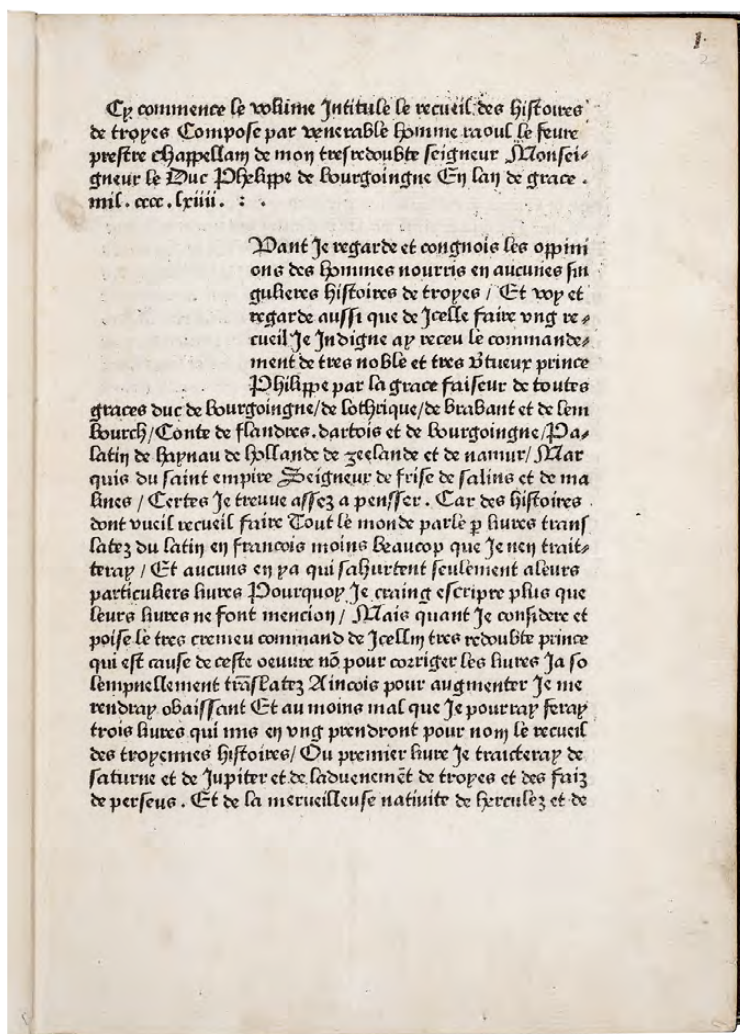 1.
2
Cy commence le volume Intitule le recueil des histoires
de troyes Compose par venerable homme raoul le feure
prestre chappellain de mon tresredoubte seigneur Monsei-
gneur le Duc Phelippe de bourgoingne En lan de grace .
mil. cccc . lxiiii. : .
Vant Je regarde et congnois les oppini
ons des hommes nourris en aucunes sin
gulieres histoires de troyes / Et voy et
regarde aussi que de Icelle faire vng re-
cueil Je Indigne ay receu le commande-
ment de tres noble et tres vtueux prince
Philippe par la grace faiseur de toutes
graces duc de bourgoingne/de lothrique/de brabant et de lem
bourch/Conte de flandres.dartois et de bourgoingne/Pa-
latin de haynau de hollande de zeelande et de namur/Mar
quis du saint empire Seigneur de frise de salins et de ma
lines / Certes Je treuue assez a pensser . Car des histoires
dont vueil recueil faire Tout le monde parle p̱ liures trans
latez du latin en francois moins beaucop que Je nen trait-
teray / Et aucuns en ya qui sahurtent seulement aleurs
particuliers liures Pourquoy Je craing escripre plus que
leurs liures ne font mencion / Mais quant Je considere et
poise le tres cremeu command de Icellui tres redoubte prince
qui est cause de ceste oeuure nō pour corriger les liures Ja so
lempnellement trāslatez Aincois pour augmenter Je me
rendray obaissant Et au moins mal que Je pourray feray
trois liures qui mis en vng prendront pour nom le recueil
des troyennes histoires/ Ou premier liure Je traicteray de
saturne et de Jupiter et de laduenemēt de troyes et des faiz
de perseus . Et de la merueilleuse natiuite de herculez et de